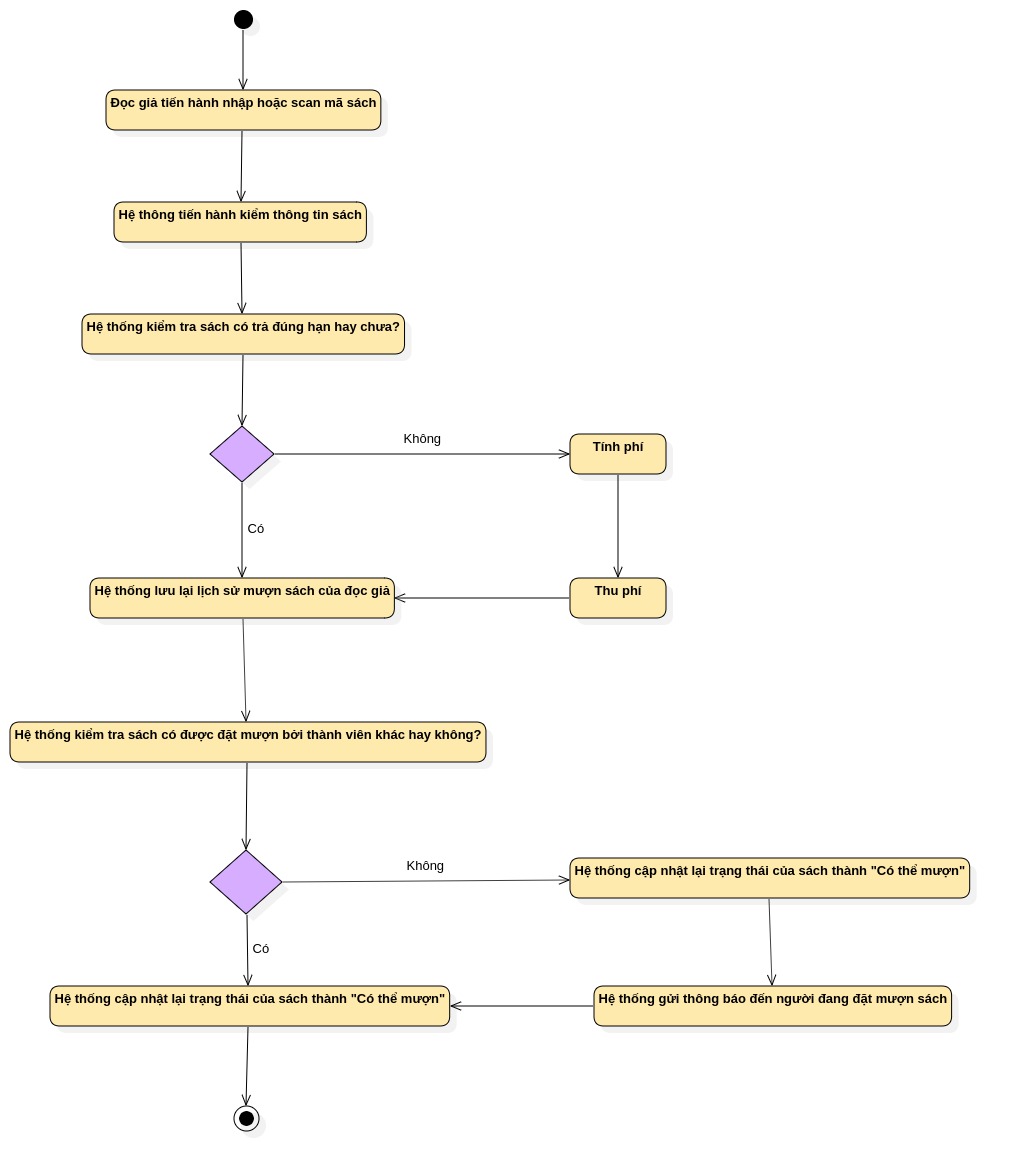 Đọc giả tiến hành nhập hoặc scan mã sách
Hệ thông tiến hành kiểm thông tin sách
Hệ thống kiểm tra sách có trả đúng hạn hay chưa?
Không
Tính phí
Có
Hệ thống lưu lại lịch sử mượn sách của đọc giả
Thu phí
Hệ thống kiểm tra sách có được đặt mượn bởi thành viên khác hay không?
Không
Hệ thống cập nhật lại trạng thái của sách thành "Có thể mượn"
Có
Hệ thống cập nhật lại trạng thái của sách thành "Có thể mượn"
Hệ thống gửi thông báo đến người đang đặt mượn sách